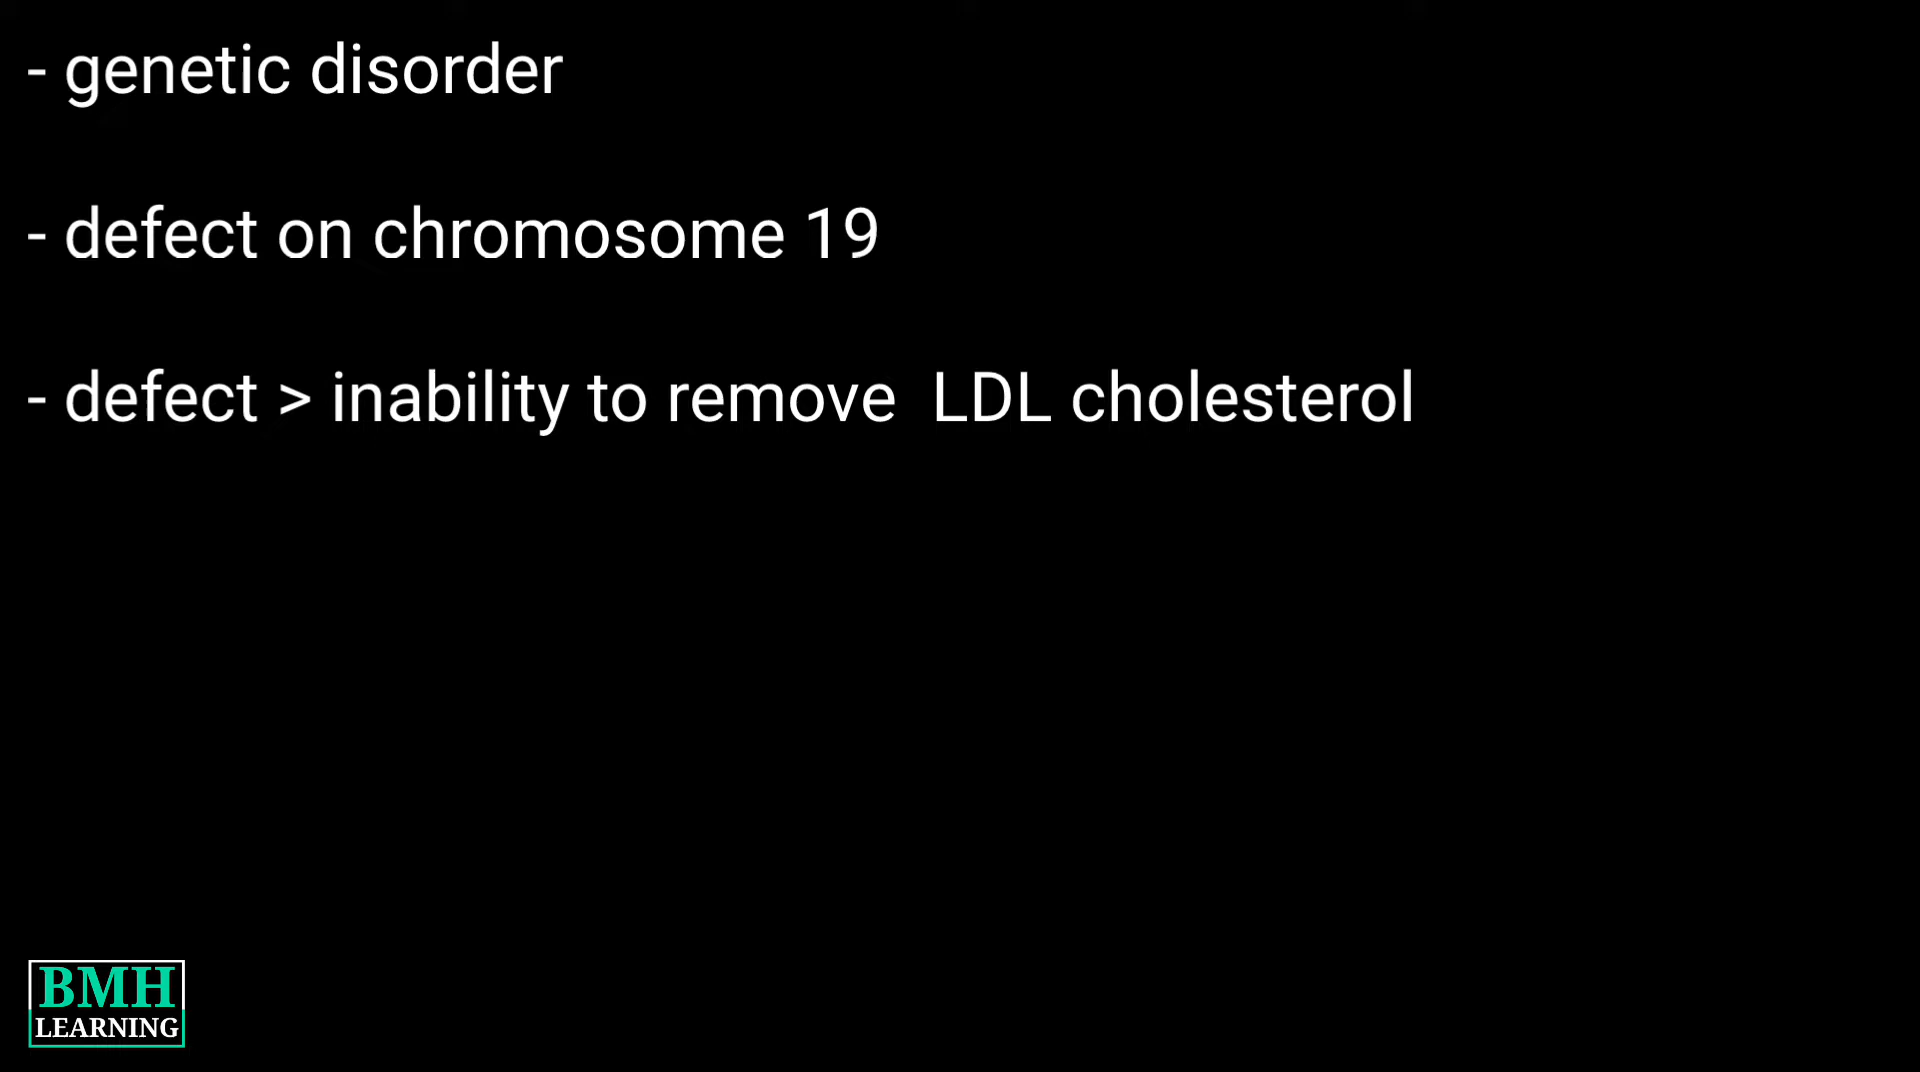 - genetic disorder
- defect on chromosome 19
- defect > inability to remove  LDL cholesterol
BMH
LEARNING